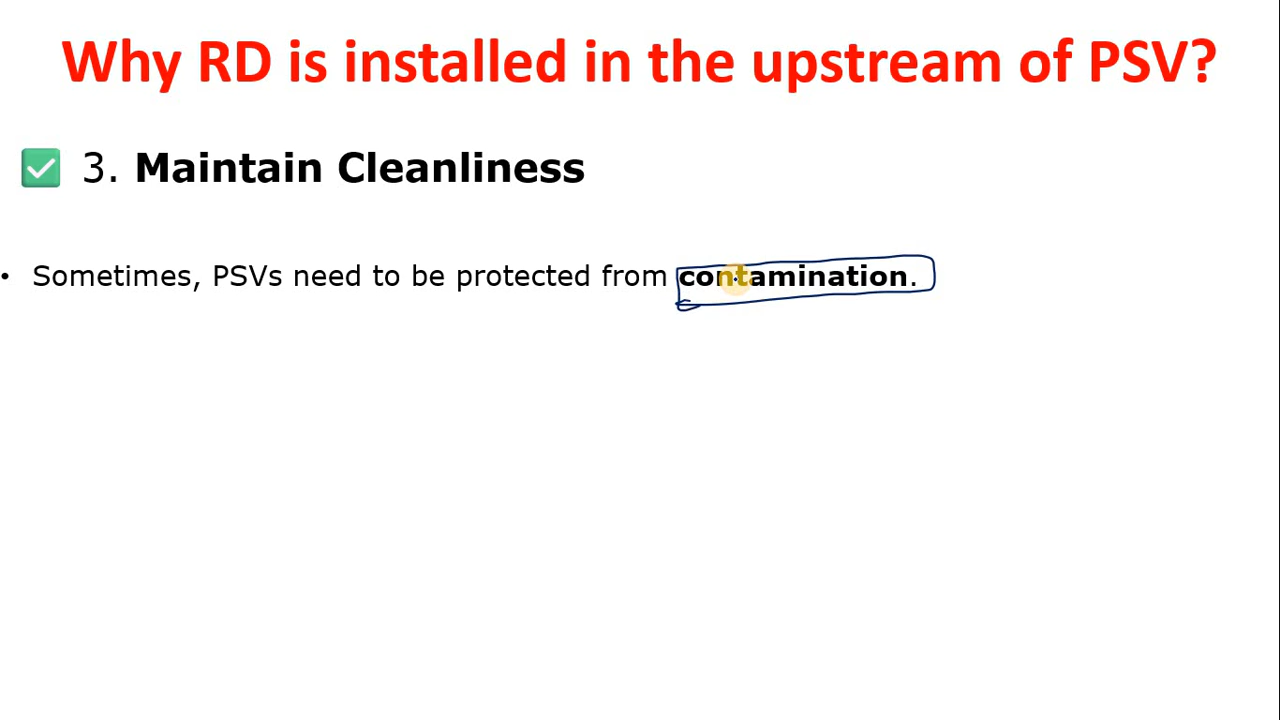 Why RD is installed in the upstream of PSV?
✅ 3. Maintain Cleanliness
• Sometimes, PSVs need to be protected from contamination.